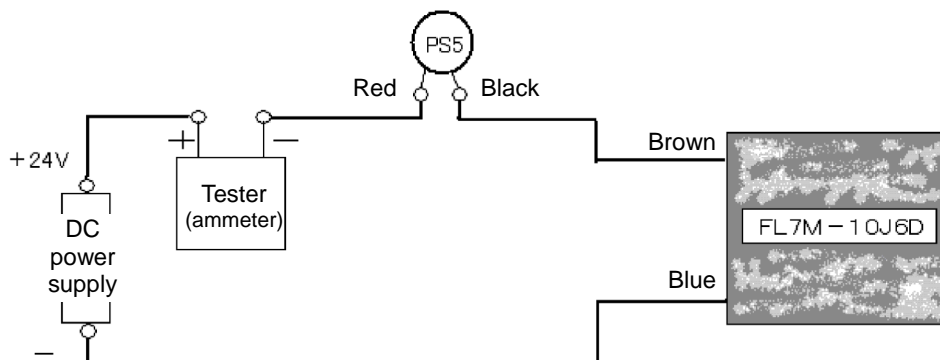 PS5
Red
Black
Brown
+24V
+
−
Tester
(ammeter)
FL7M−10J6D
DC
power
supply
Blue
−